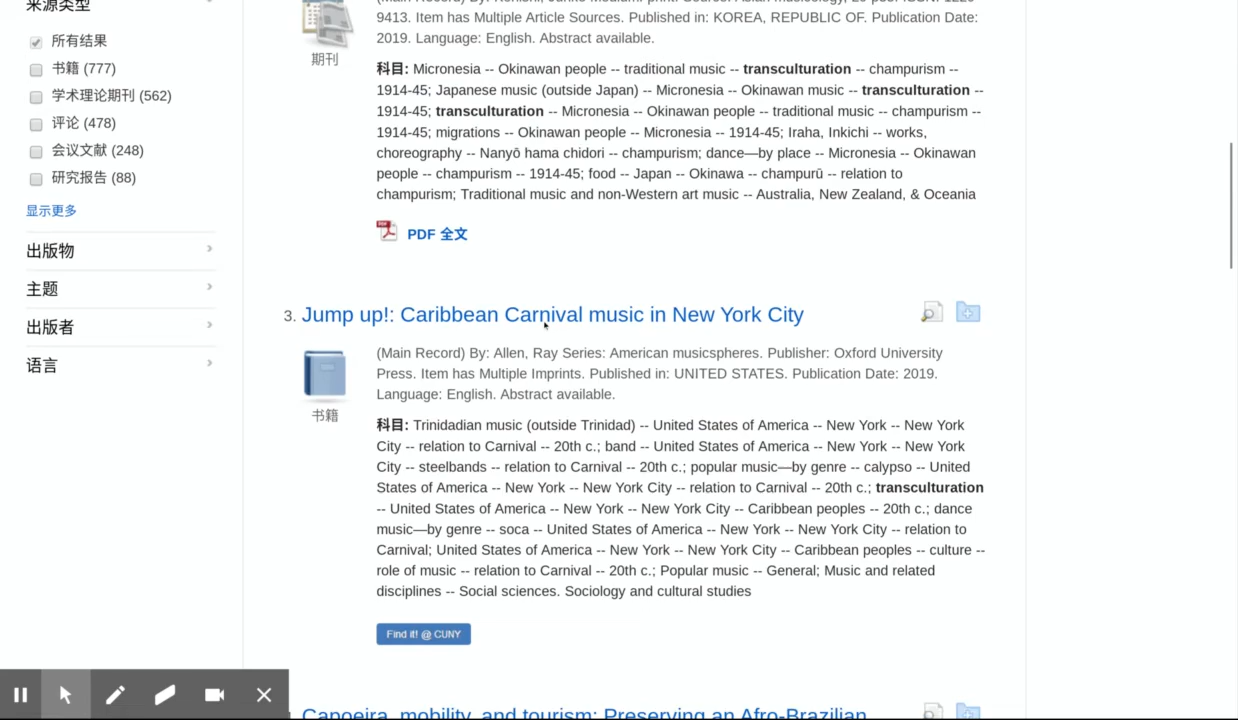 来源类型
所有结果
书籍 (777)
学术理论期刊 (562)
评论 (478)
会议文献 (248)
研究报告 (88)
显示更多
出版物
主题
出版者
语言
9413. Item has Multiple Article Sources. Published in: KOREA, REPUBLIC OF. Publication Date:
2019. Language: English. Abstract available.
期刊
科目: Micronesia -- Okinawan people -- traditional music -- transculturation -- champurism --
1914-45; Japanese music (outside Japan) -- Micronesia -- Okinawan music -- transculturation --
1914-45; transculturation -- Micronesia -- Okinawan people -- traditional music -- champurism --
1914-45; migrations -- Okinawan people -- Micronesia -- 1914-45; Iraha, Inkichi -- works,
choreography -- Nanyō hama chidori -- champurism; dance—by place -- Micronesia -- Okinawan
people -- champurism -- 1914-45; food -- Japan -- Okinawa -- champurū -- relation to
champurism; Traditional music and non-Western art music -- Australia, New Zealand, & Oceania
PDF 全文
3. Jump up!: Caribbean Carnival music in New York City
(Main Record) By: Allen, Ray Series: American musicspheres. Publisher: Oxford University
Press. Item has Multiple Imprints. Published in: UNITED STATES. Publication Date: 2019.
Language: English. Abstract available.
书籍
科目: Trinidadian music (outside Trinidad) -- United States of America -- New York -- New York
City -- relation to Carnival -- 20th c.; band -- United States of America -- New York -- New York
City -- steelbands -- relation to Carnival -- 20th c.; popular music—by genre -- calypso -- United
States of America -- New York -- New York City -- relation to Carnival -- 20th c.; transculturation
-- United States of America -- New York -- New York City -- Caribbean peoples -- 20th c.; dance
music—by genre -- soca -- United States of America -- New York -- New York City -- relation to
Carnival; United States of America -- New York -- New York City -- Caribbean peoples -- culture --
role of music -- relation to Carnival -- 20th c.; Popular music -- General; Music and related
disciplines -- Social sciences. Sociology and cultural studies
Find it! @ CUNY
Capoeira, mobility, and tourism: Preserving an Afro-Brazilian